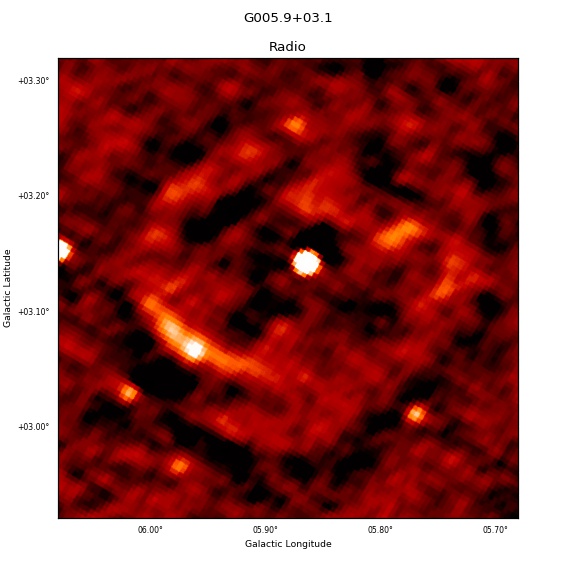 G005.9+03.1
Radio
+03.30°
+03.20°
+03.10°
+03.00°
Galactic Latitude
06.00°
05.90°
05.80°
05.70°
Galactic Longitude